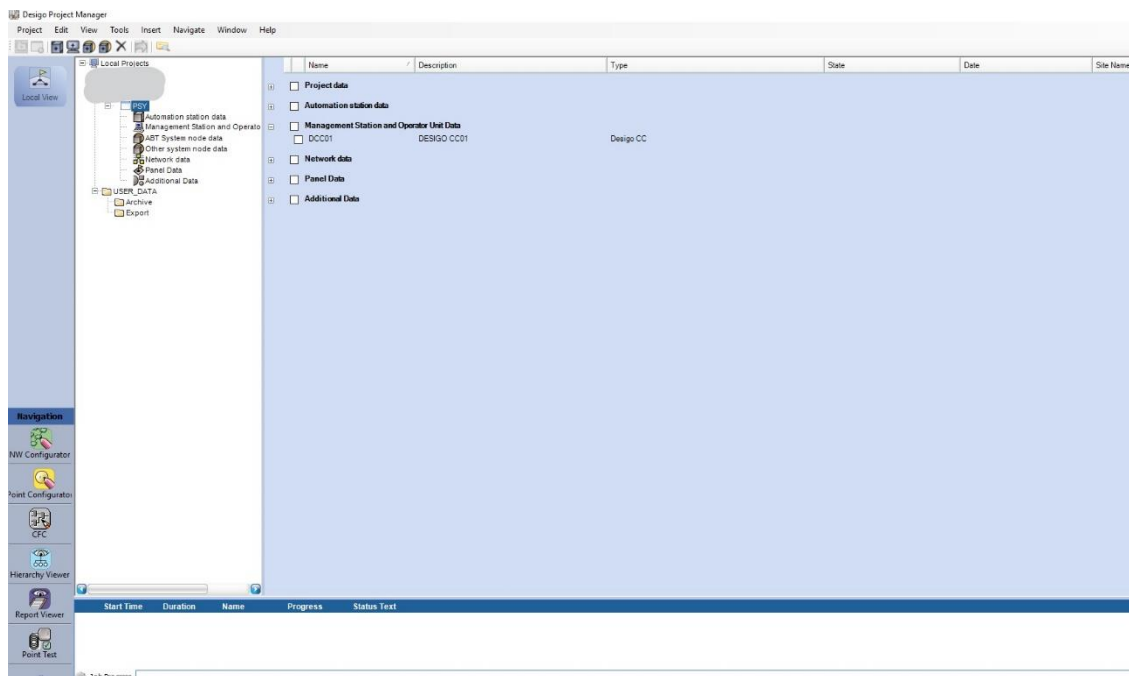 Desigo Project Manager
Project Edit View Tools Insert Navigate Window Help
Local View
Local Projects
PSY
Automation station data
Management Station and Operato
ABT System node data
Other system node data
Network data
Panel Data
Additional Data
USER_DATA
Archive
Export
Name Description Type State Date Site Name
Project data
Automation station data
Management Station and Operator Unit Data
DCC01 DESIGO CC01 Desigo CC
Network data
Panel Data
Additional Data
Navigation
NW Configurator
Point Configurator
CFC
Hierarchy Viewer
Report Viewer
Point Test
Start Time Duration Name Progress Status Text